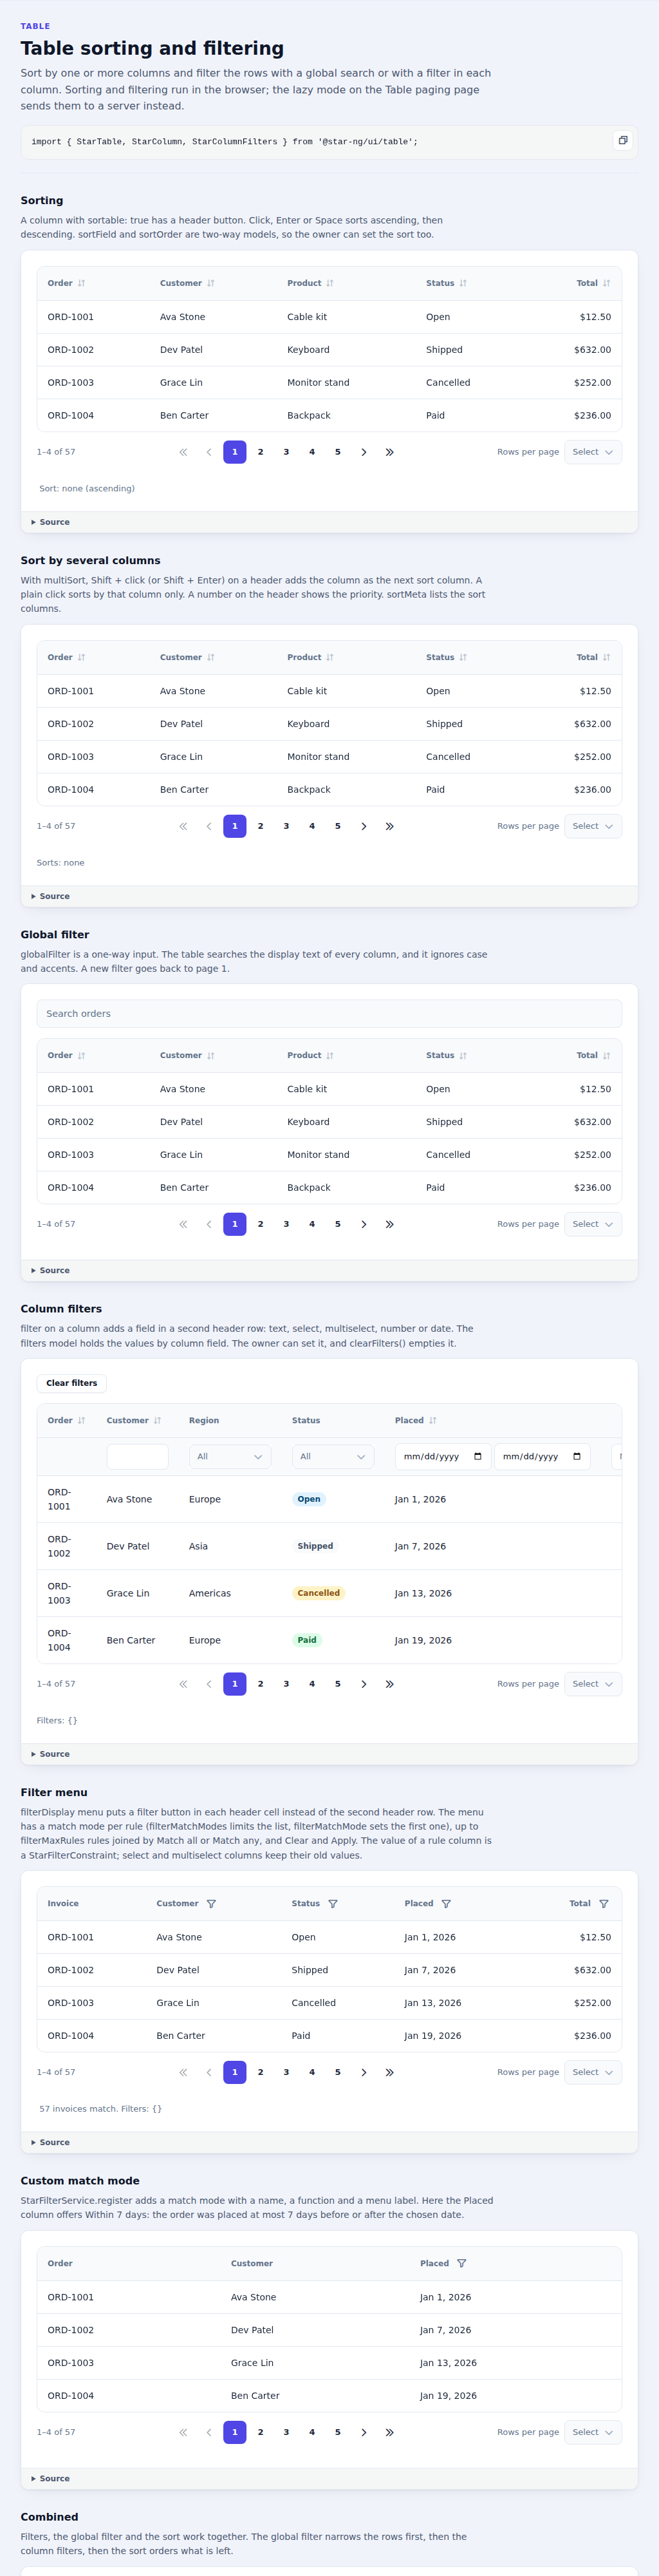 TABLE
Table sorting and filtering
Sort by one or more columns and filter the rows with a global search or with a filter in each
column. Sorting and filtering run in the browser; the lazy mode on the Table paging page
sends them to a server instead.
import { StarTable, StarColumn, StarColumnFilters } from '@star-ng/ui/table';
Sorting
A column with sortable: true has a header button. Click, Enter or Space sorts ascending, then
descending. sortField and sortOrder are two-way models, so the owner can set the sort too.
Order Customer Product Status Total
ORD-1001 Ava Stone Cable kit Open $12.50
ORD-1002 Dev Patel Keyboard Shipped $632.00
ORD-1003 Grace Lin Monitor stand Cancelled $252.00
ORD-1004 Ben Carter Backpack Paid $236.00
1–4 of 57 1 2 3 4 5 Rows per page Select
Sort: none (ascending)
Source
Sort by several columns
With multiSort, Shift + click (or Shift + Enter) on a header adds the column as the next sort column. A
plain click sorts by that column only. A number on the header shows the priority. sortMeta lists the sort
columns.
Order Customer Product Status Total
ORD-1001 Ava Stone Cable kit Open $12.50
ORD-1002 Dev Patel Keyboard Shipped $632.00
ORD-1003 Grace Lin Monitor stand Cancelled $252.00
ORD-1004 Ben Carter Backpack Paid $236.00
1–4 of 57 1 2 3 4 5 Rows per page Select
Sorts: none
Source
Global filter
globalFilter is a one-way input. The table searches the display text of every column, and it ignores case
and accents. A new filter goes back to page 1.
Search orders
Order Customer Product Status Total
ORD-1001 Ava Stone Cable kit Open $12.50
ORD-1002 Dev Patel Keyboard Shipped $632.00
ORD-1003 Grace Lin Monitor stand Cancelled $252.00
ORD-1004 Ben Carter Backpack Paid $236.00
1–4 of 57 1 2 3 4 5 Rows per page Select
Source
Column filters
filter on a column adds a field in a second header row: text, select, multiselect, number or date. The
filters model holds the values by column field. The owner can set it, and clearFilters() empties it.
Clear filters
Order Customer Region Status Placed
All All mm/dd/yyyy mm/dd/yyyy
ORD-
1001 Ava Stone Europe Open Jan 1, 2026
ORD-
1002 Dev Patel Asia Shipped Jan 7, 2026
ORD-
1003 Grace Lin Americas Cancelled Jan 13, 2026
ORD-
1004 Ben Carter Europe Paid Jan 19, 2026
1–4 of 57 1 2 3 4 5 Rows per page Select
Filters: {}
Source
Filter menu
filterDisplay menu puts a filter button in each header cell instead of the second header row. The menu
has a match mode per rule (filterMatchModes limits the list, filterMatchMode sets the first one), up to
filterMaxRules rules joined by Match all or Match any, and Clear and Apply. The value of a rule column is
a StarFilterConstraint; select and multiselect columns keep their old values.
Invoice Customer Status Placed Total
ORD-1001 Ava Stone Open Jan 1, 2026 $12.50
ORD-1002 Dev Patel Shipped Jan 7, 2026 $632.00
ORD-1003 Grace Lin Cancelled Jan 13, 2026 $252.00
ORD-1004 Ben Carter Paid Jan 19, 2026 $236.00
1–4 of 57 1 2 3 4 5 Rows per page Select
57 invoices match. Filters: {}
Source
Custom match mode
StarFilterService.register adds a match mode with a name, a function and a menu label. Here the Placed
column offers Within 7 days: the order was placed at most 7 days before or after the chosen date.
Order Customer Placed
ORD-1001 Ava Stone Jan 1, 2026
ORD-1002 Dev Patel Jan 7, 2026
ORD-1003 Grace Lin Jan 13, 2026
ORD-1004 Ben Carter Jan 19, 2026
1–4 of 57 1 2 3 4 5 Rows per page Select
Source
Combined
Filters, the global filter and the sort work together. The global filter narrows the rows first, then the
column filters, then the sort orders what is left.